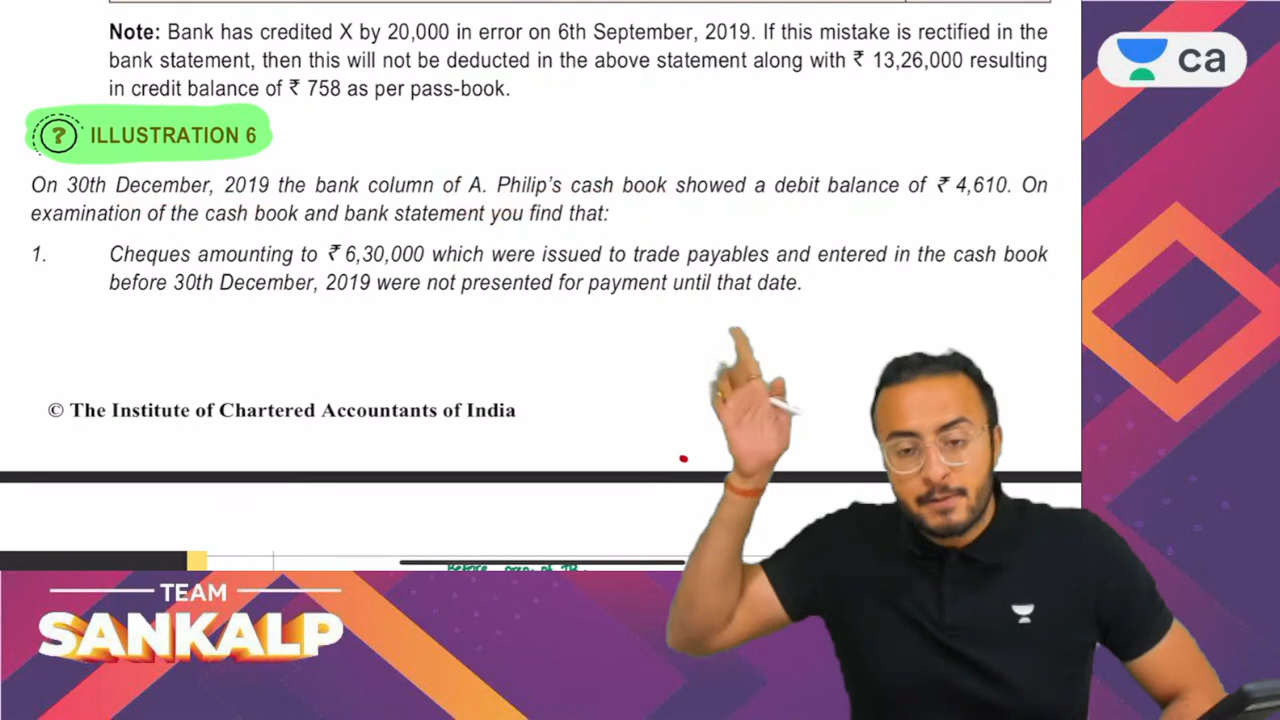 Note: Bank has credited X by 20,000 in error on 6th September, 2019. If this mistake is rectified in the
bank statement, then this will not be deducted in the above statement along with ₹ 13,26,000 resulting
in credit balance of ₹ 758 as per pass-book.
ca
? ILLUSTRATION 6
On 30th December, 2019 the bank column of A. Philip's cash book showed a debit balance of ₹ 4,610. On
examination of the cash book and bank statement you find that:
1. Cheques amounting to ₹ 6,30,000 which were issued to trade payables and entered in the cash book
before 30th December, 2019 were not presented for payment until that date.
© The Institute of Chartered Accountants of India
Before prep. of TB.
TEAM
SANKALP